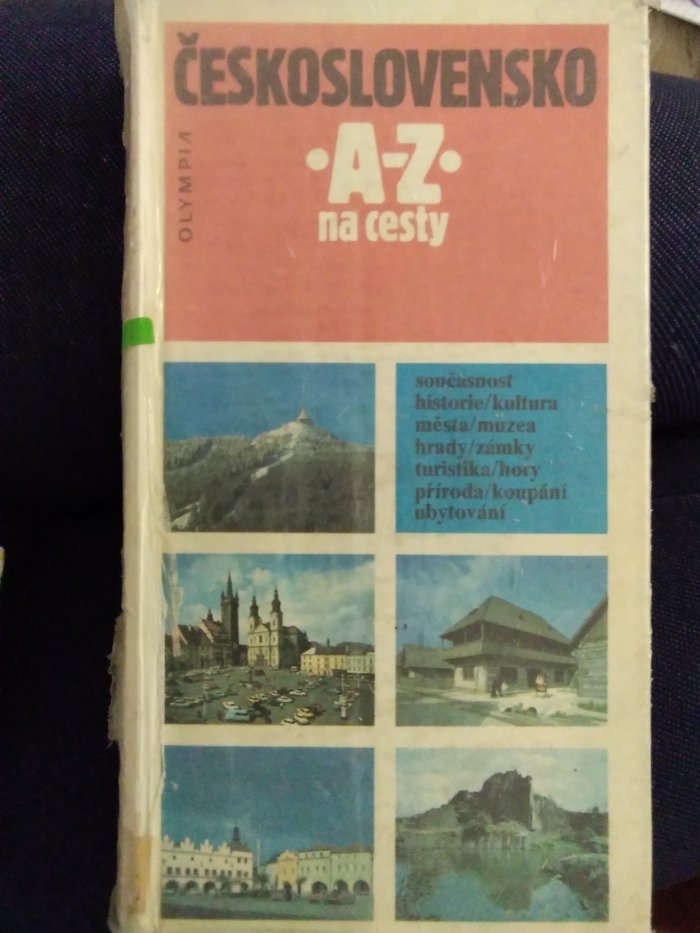 ČESKOSLOVENSKO
•A-Z•
na cesty
OLYMPIA
současnost
historie/kultura
města/muzea
hrady/zámky
turistika/hory
příroda/koupání
ubytování